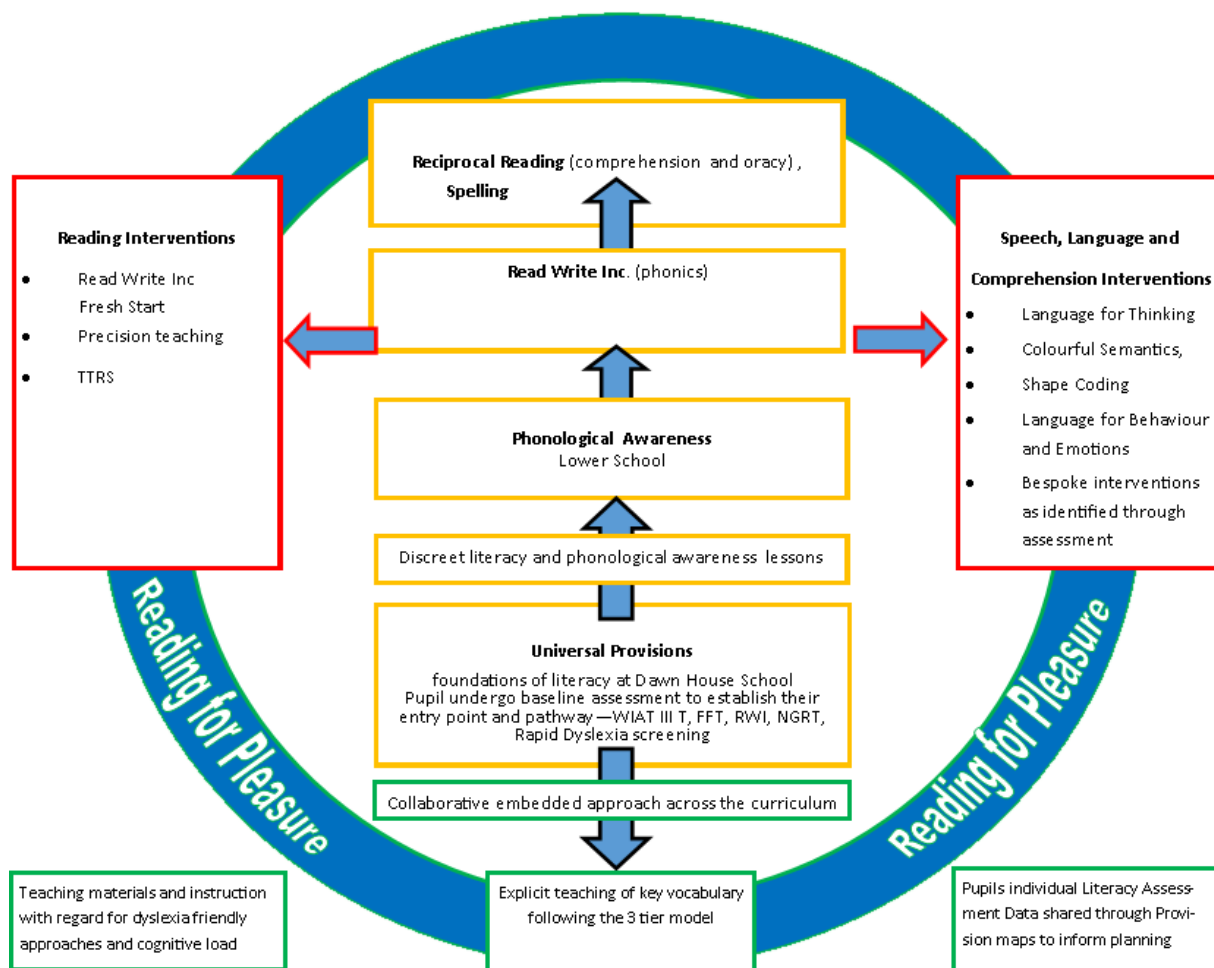 Reciprocal Reading (comprehension and oracy) ,
Spelling
Reading Interventions
● Read Write Inc
Fresh Start
● Precision teaching
● TTRS
Read Write Inc. (phonics)
Speech, Language and
Comprehension Interventions
● Language for Thinking
● Colourful Semantics,
● Shape Coding
● Language for Behaviour
and Emotions
● Bespoke interventions
as identified through
assessment
Phonological Awareness
Lower School
Discreet literacy and phonological awareness lessons
Universal Provisions
foundations of literacy at Dawn House School
Pupil undergo baseline assessment to establish their
entry point and pathway—WIAT III T, FFT, RWI, NGRT,
Rapid Dyslexia screening
Collaborative embedded approach across the curriculum
Reading for Pleasure
Reading for Pleasure
Teaching materials and instruction
with regard for dyslexia friendly
approaches and cognitive load
Explicit teaching of key vocabulary
following the 3 tier model
Pupils individual Literacy Assess-
ment Data shared through Provi-
sion maps to inform planning